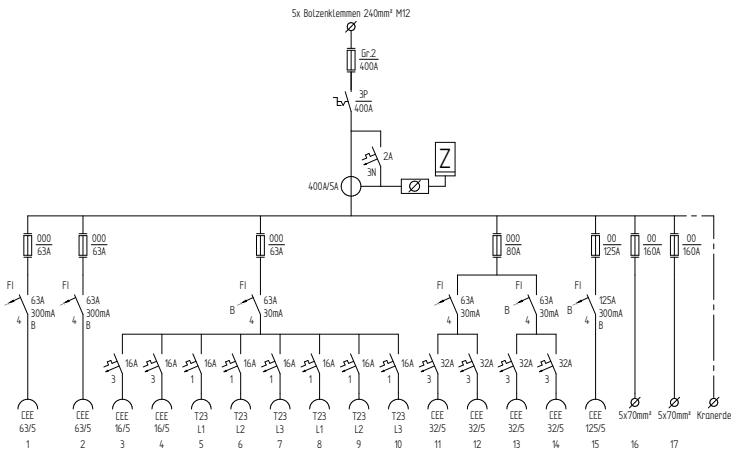 5x Bolzenklemmen 240mm² M12
Gr.2
400A
3P
400A
2A
3N
Z
400A/5A
000 000 000 000 00 00 00
63A 63A 63A 80A 125A 160A 160A
FI FI FI FI FI FI
63A 63A 63A 63A 63A 125A
300mA 300mA B 30mA 30mA B 30mA B 300mA
4 B 4 B 4 4 4 4 B
16A 16A 16A 16A 16A 16A 16A 16A 32A 32A 32A 32A
3 3 1 1 1 1 1 1 3 3 3 3
CEE CEE CEE CEE T23 T23 T23 T23 T23 T23 CEE CEE CEE CEE CEE 5x70mm² 5x70mm² Kranerde
63/5 63/5 16/5 16/5 L1 L2 L3 L1 L2 L3 32/5 32/5 32/5 32/5 125/5
1 2 3 4 5 6 7 8 9 10 11 12 13 14 15 16 17